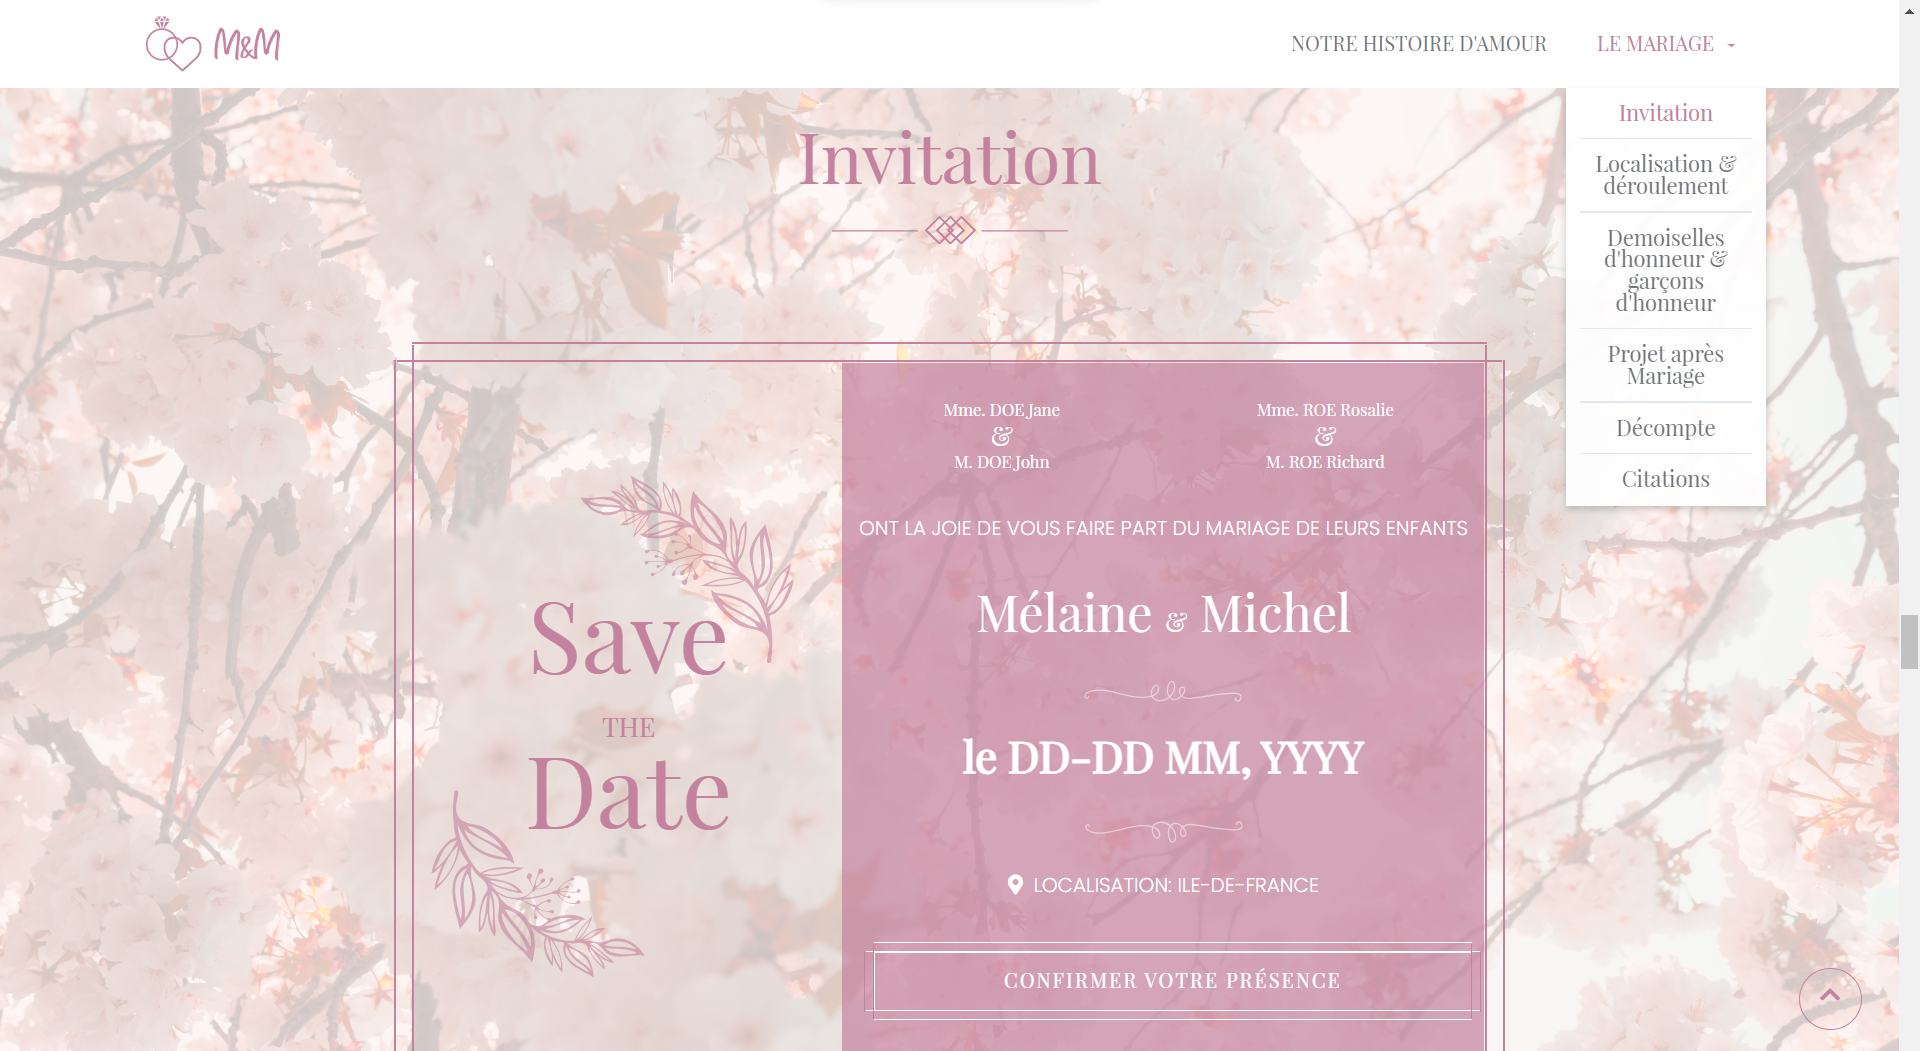 M&M
NOTRE HISTOIRE D'AMOUR
LE MARIAGE
Invitation
Localisation &
déroulement
Demoiselles
d'honneur &
garçons
d'honneur
Projet après
Mariage
Décompte
Citations
Invitation
Save
THE
Date
Mme. DOE Jane
&
M. DOE John
Mme. ROE Rosalie
&
M. ROE Richard
ONT LA JOIE DE VOUS FAIRE PART DU MARIAGE DE LEURS ENFANTS
Mélaine & Michel
le DD-DD MM, YYYY
LOCALISATION: ILE-DE-FRANCE
CONFIRMER VOTRE PRÉSENCE